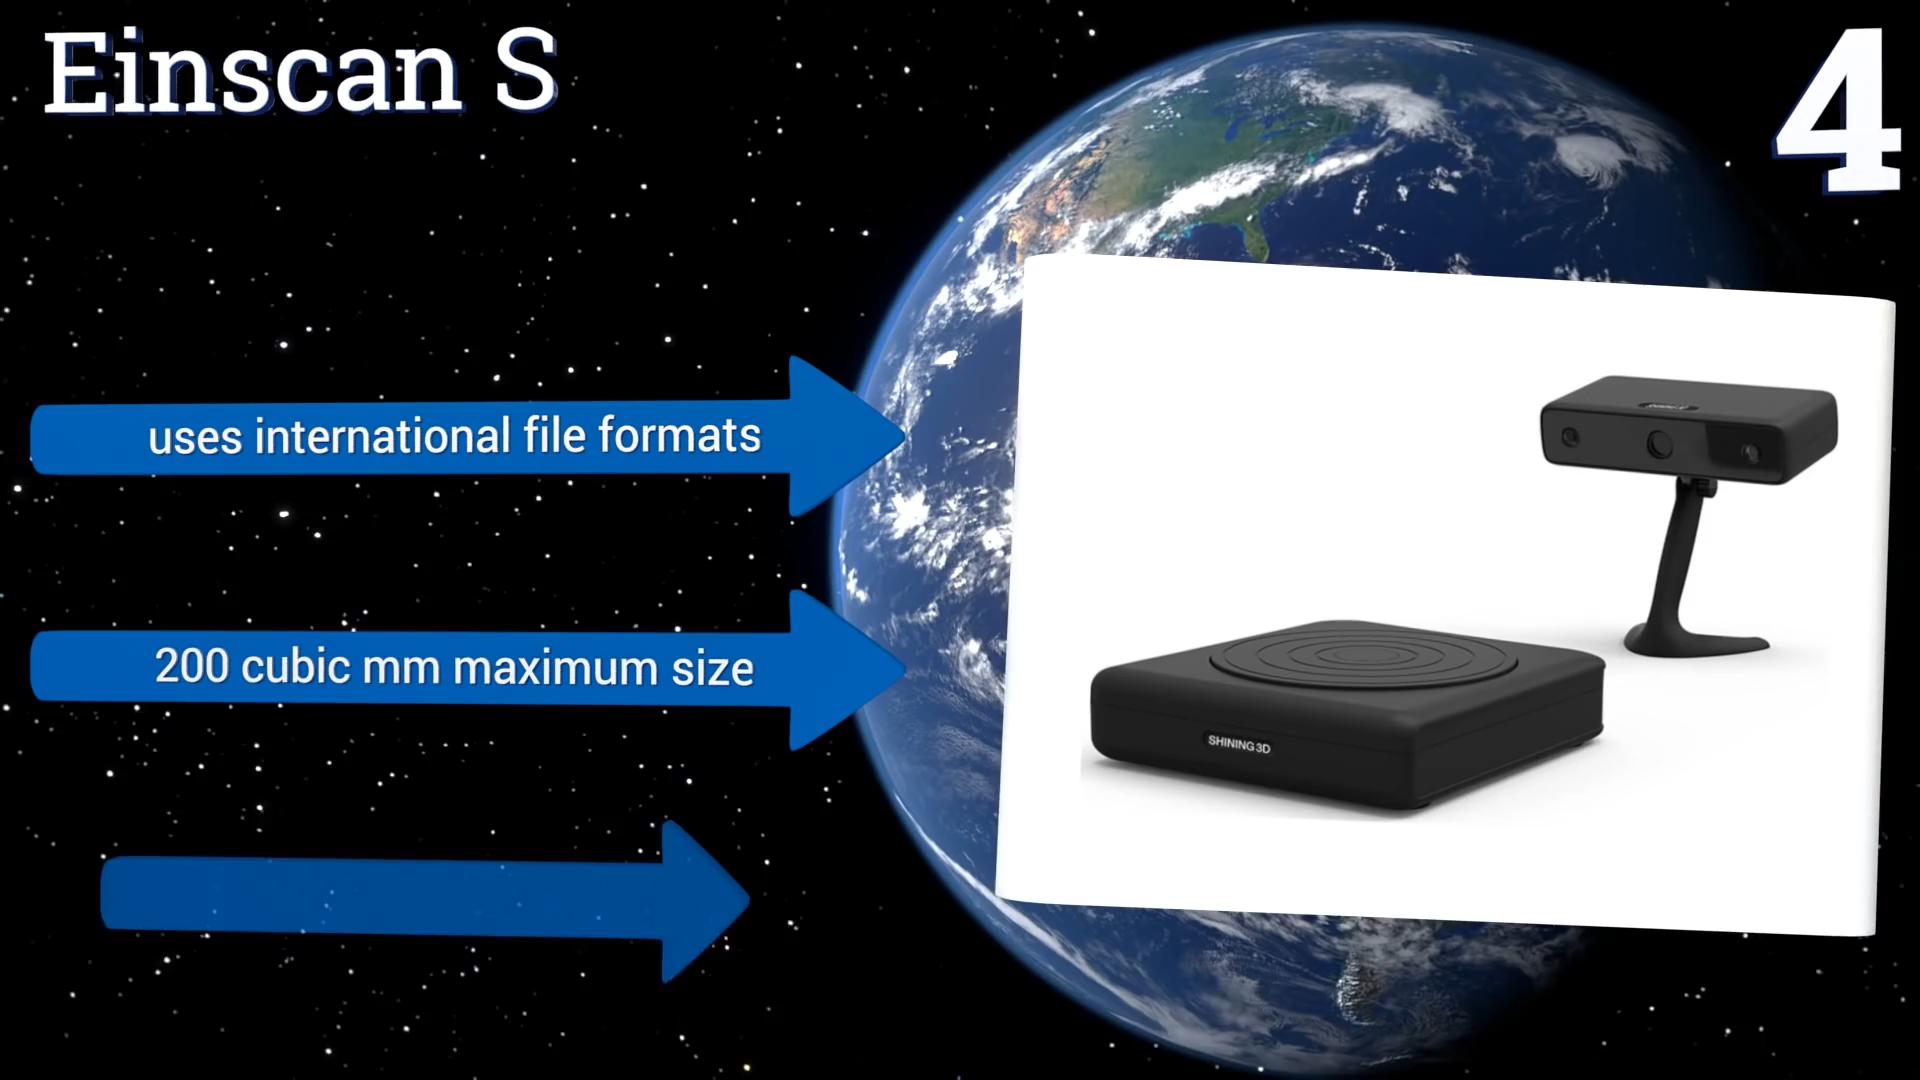 Einscan S
4
uses international file formats
200 cubic mm maximum size
SHINING 3D